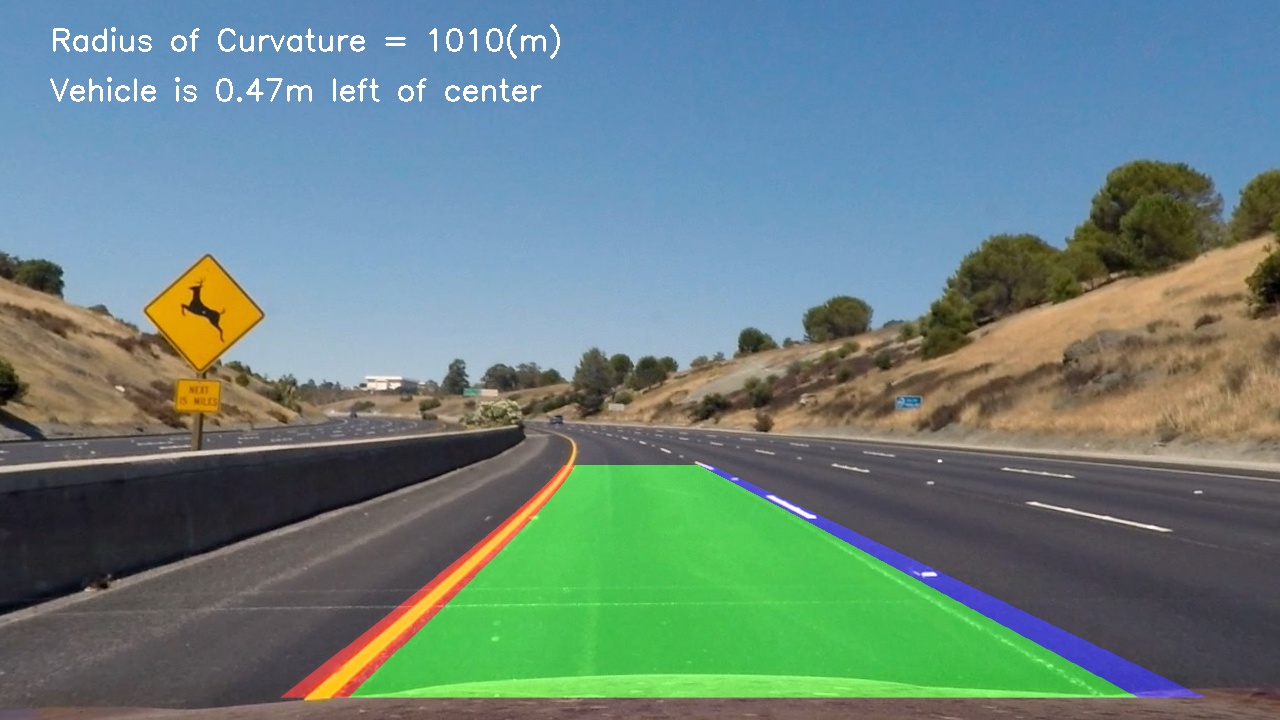 Radius of Curvature = 1010(m)
Vehicle is 0.47m left of center
NEXT
15 MILES